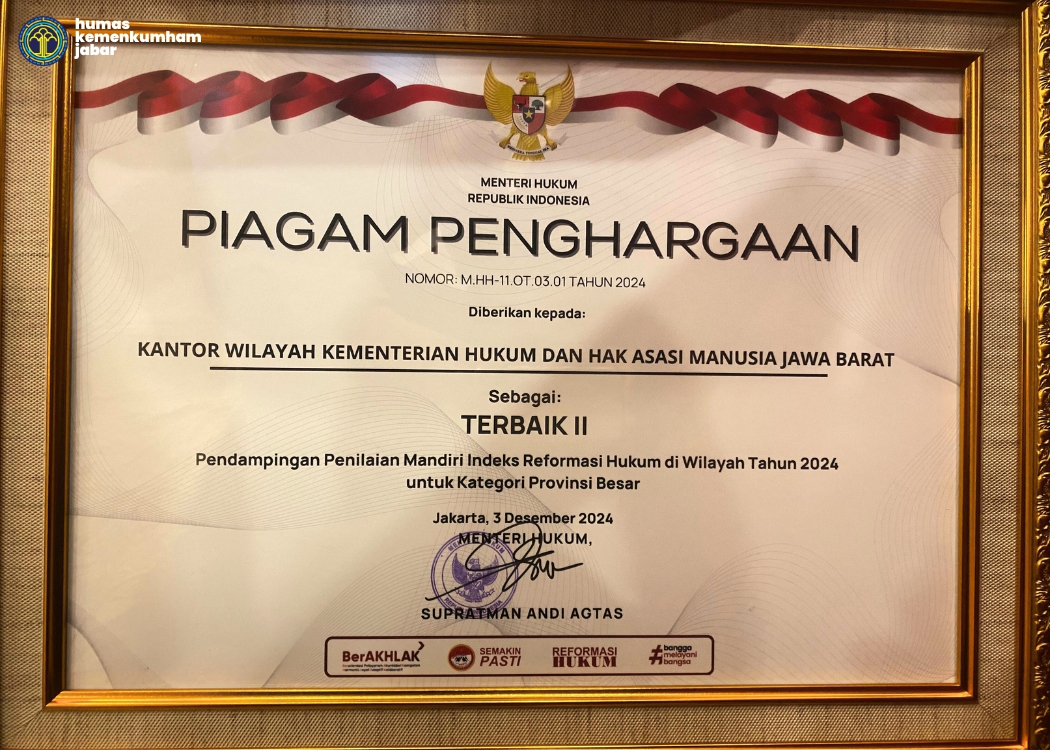 humas
kemenkumham
jabar
MENTERI HUKUM
REPUBLIK INDONESIA
PIAGAM PENGHARGAAN
NOMOR: M.HH-11.OT.03.01 TAHUN 2024
Diberikan kepada:
KANTOR WILAYAH KEMENTERIAN HUKUM DAN HAK ASASI MANUSIA JAWA BARAT
Sebagai:
TERBAIK II
Pendampingan Penilaian Mandiri Indeks Reformasi Hukum di Wilayah Tahun 2024
untuk Kategori Provinsi Besar
Jakarta, 3 Desember 2024
MENTERI HUKUM,
SUPRATMAN ANDI AGTAS
BerAKHLAK
SEMAKIN
PASTI
REFORMASI
HUKUM
#bangga
melayani
bangsa